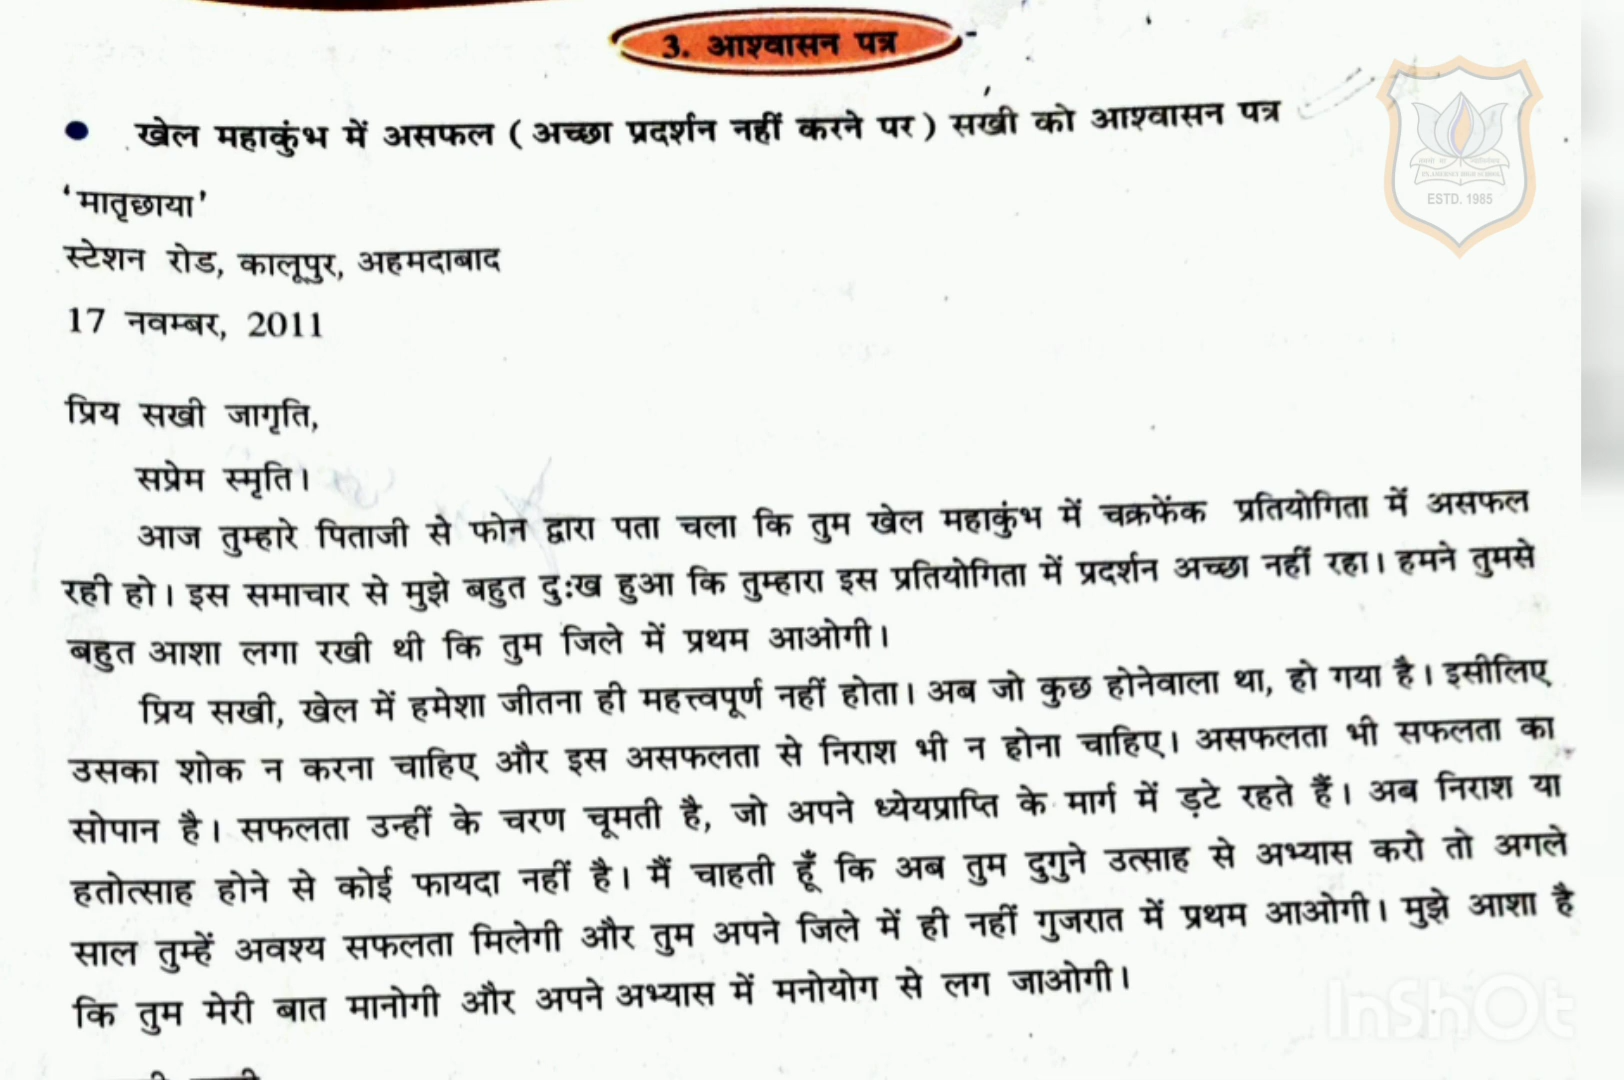 3. आश्वासन पत्र
● खेल महाकुंभ में असफल ( अच्छा प्रदर्शन नहीं करने पर ) सखी को आश्वासन पत्र
'मातृछाया'
स्टेशन रोड, कालूपुर, अहमदाबाद
17 नवम्बर, 2011
प्रिय सखी जागृति,
सप्रेम स्मृति।
आज तुम्हारे पिताजी से फोन द्वारा पता चला कि तुम खेल महाकुंभ में चक्रफेंक प्रतियोगिता में असफल
रही हो। इस समाचार से मुझे बहुत दुःख हुआ कि तुम्हारा इस प्रतियोगिता में प्रदर्शन अच्छा नहीं रहा। हमने तुमसे
बहुत आशा लगा रखी थी कि तुम जिले में प्रथम आओगी।
प्रिय सखी, खेल में हमेशा जीतना ही महत्त्वपूर्ण नहीं होता। अब जो कुछ होनेवाला था, हो गया है। इसीलिए
उसका शोक न करना चाहिए और इस असफलता से निराश भी न होना चाहिए। असफलता भी सफलता का
सोपान है। सफलता उन्हीं के चरण चूमती है, जो अपने ध्येयप्राप्ति के मार्ग में ड़टे रहते हैं। अब निराश या
हतोत्साह होने से कोई फायदा नहीं है। मैं चाहती हूँ कि अब तुम दुगुने उत्साह से अभ्यास करो तो अगले
साल तुम्हें अवश्य सफलता मिलेगी और तुम अपने जिले में ही नहीं गुजरात में प्रथम आओगी। मुझे आशा है
कि तुम मेरी बात मानोगी और अपने अभ्यास में मनोयोग से लग जाओगी।
ESTD. 1985
InShOt